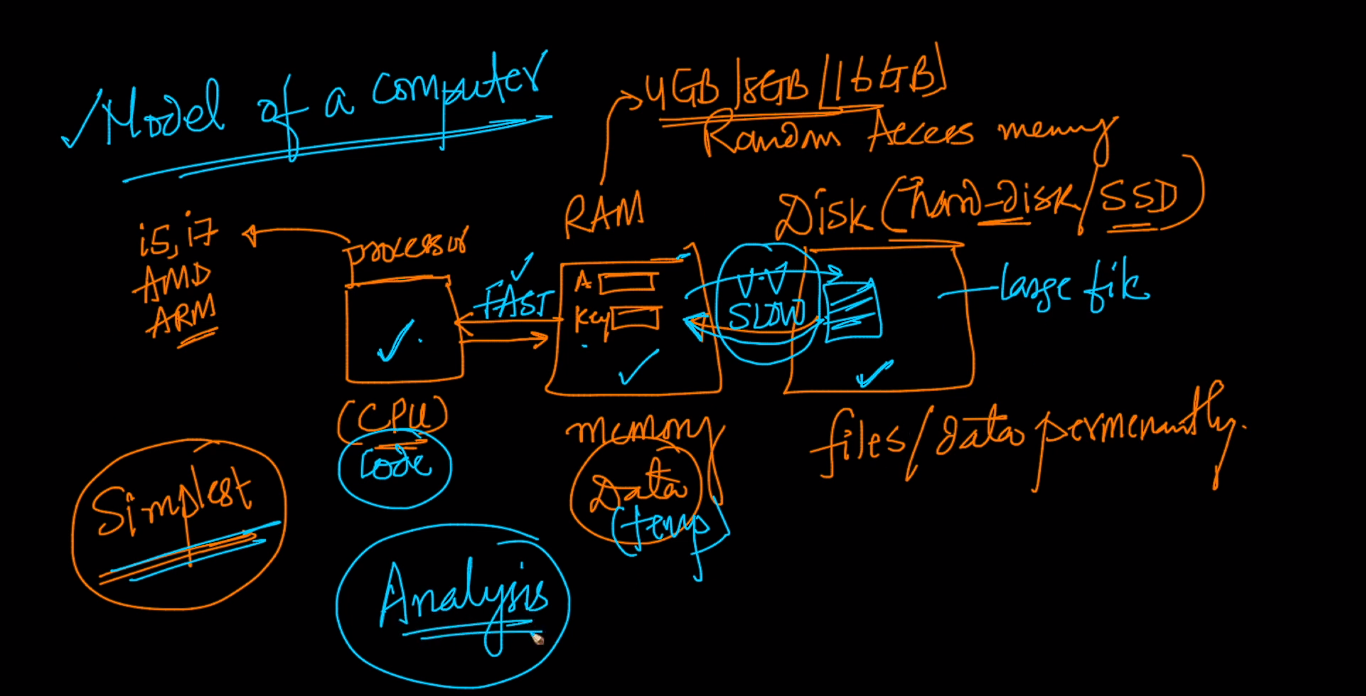 Model of a computer
4GB/8GB/16GB)
Random Access memory
RAM
Disk (hard-disk/SSD)
i5, i7
AMD
ARM
processor
FAST
A
Key
V.V
SLOW
large file
(CPU)
Code
memory
Data
(temp)
files/data permenantly.
Simplest
Analysis